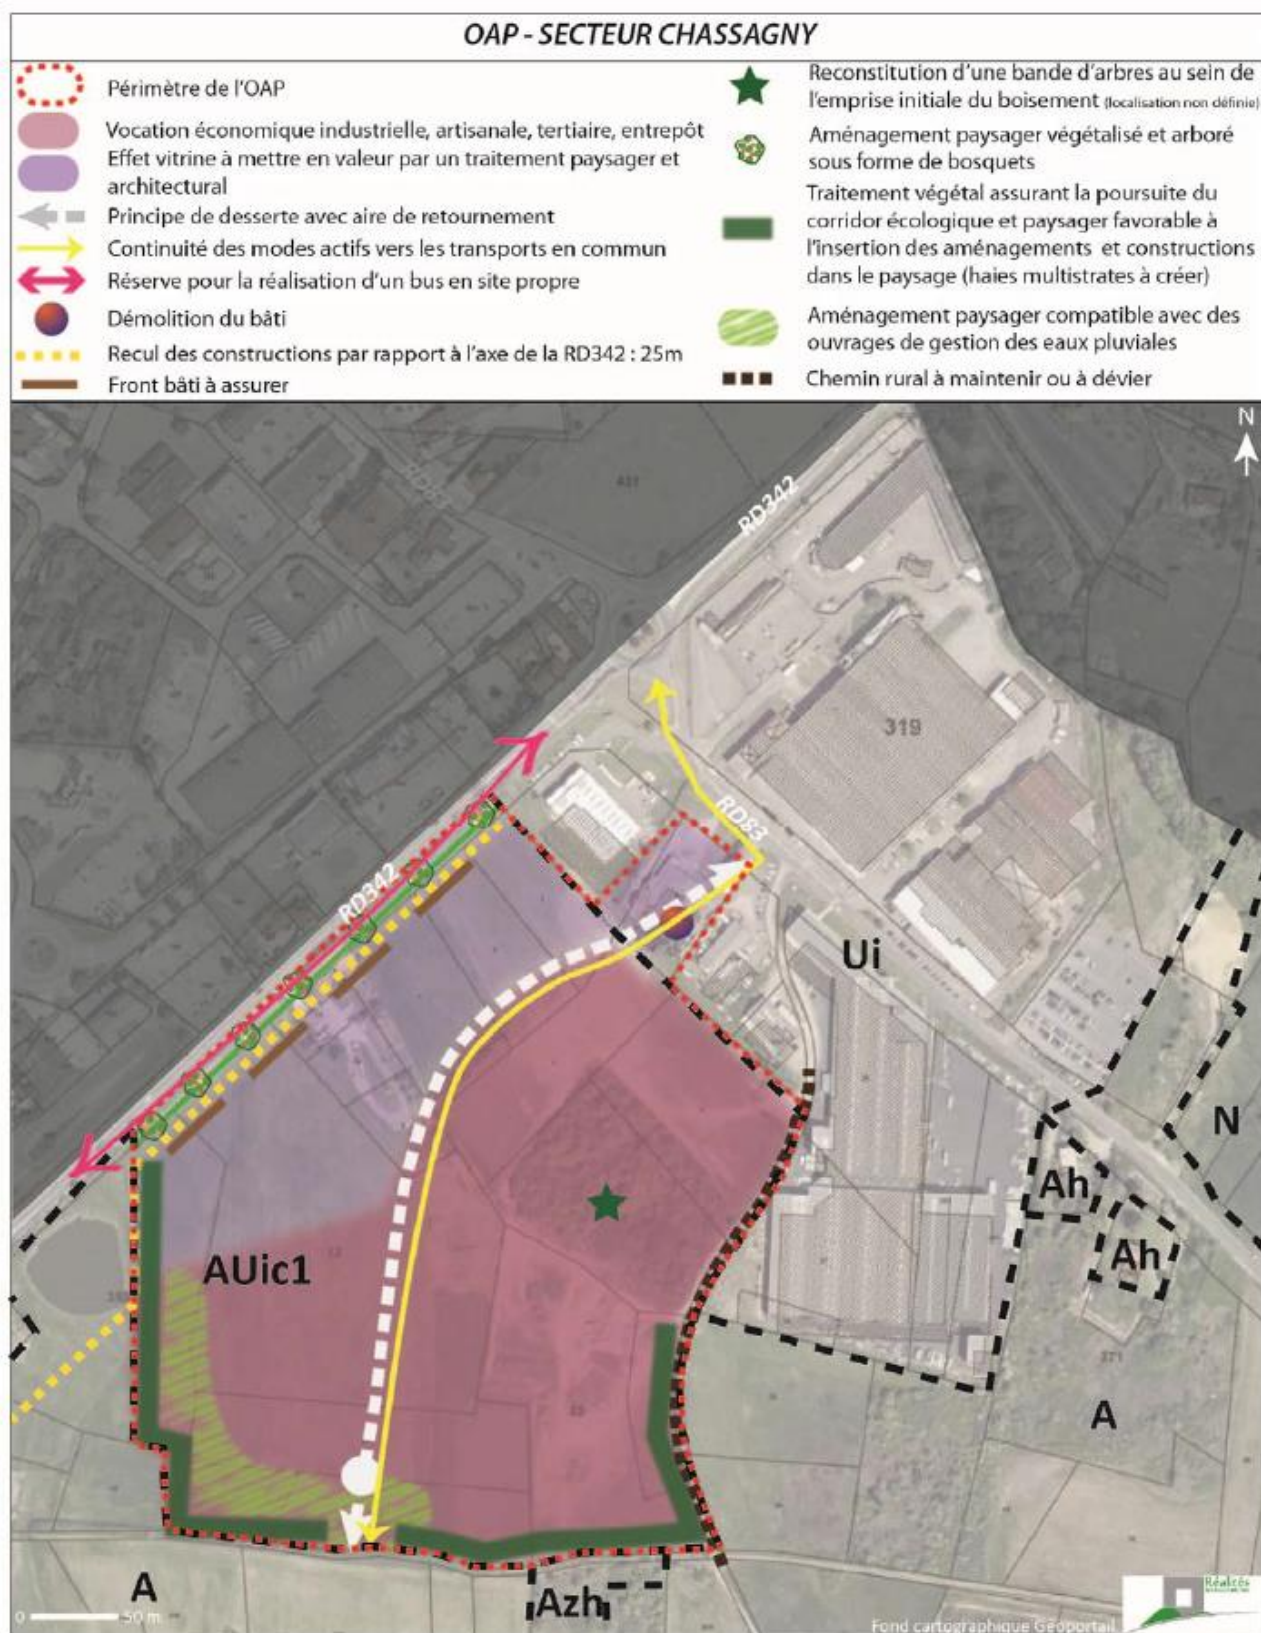 OAP - SECTEUR CHASSAGNY
Périmètre de l'OAP
Vocation économique industrielle, artisanale, tertiaire, entrepôt
Effet vitrine à mettre en valeur par un traitement paysager et
architectural
Principe de desserte avec aire de retournement
Continuité des modes actifs vers les transports en commun
Réserve pour la réalisation d'un bus en site propre
Démolition du bâti
Recul des constructions par rapport à l'axe de la RD342 : 25m
Front bâti à assurer
Reconstitution d'une bande d'arbres au sein de
l'emprise initiale du boisement (localisation non définie)
Aménagement paysager végétalisé et arboré
sous forme de bosquets
Traitement végétal assurant la poursuite du
corridor écologique et paysager favorable à
l'insertion des aménagements et constructions
dans le paysage (haies multistrates à créer)
Aménagement paysager compatible avec des
ouvrages de gestion des eaux pluviales
Chemin rural à maintenir ou à dévier
N
RD83
RD342
319
RD83
RD342
Ui
N
Ah
Ah
AUic1
371
A
A
Azh
0 50 m
Réalités
Fond cartographique Géoportail